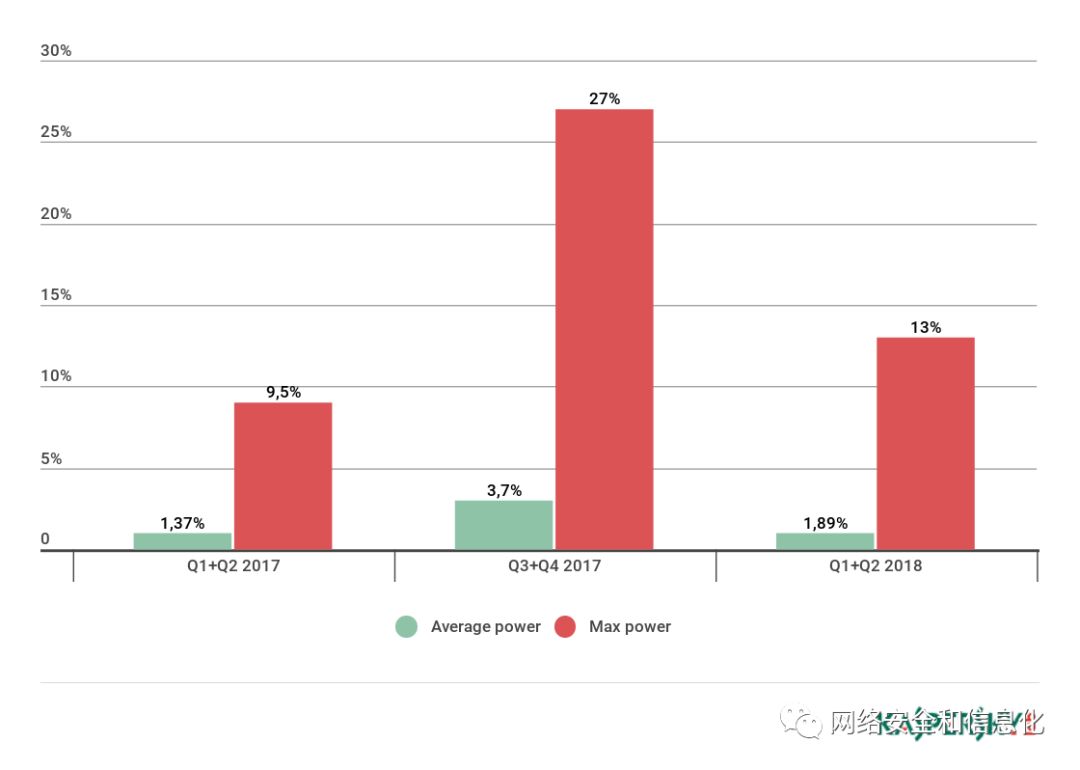 30%
27%
25%
20%
15%
13%
10%
9,5%
5%
3,7%
1,37%
1,89%
0
Q1+Q2 2017
Q3+Q4 2017
Q1+Q2 2018
Average power
Max power
网络安全和信息化
KASPERSKY